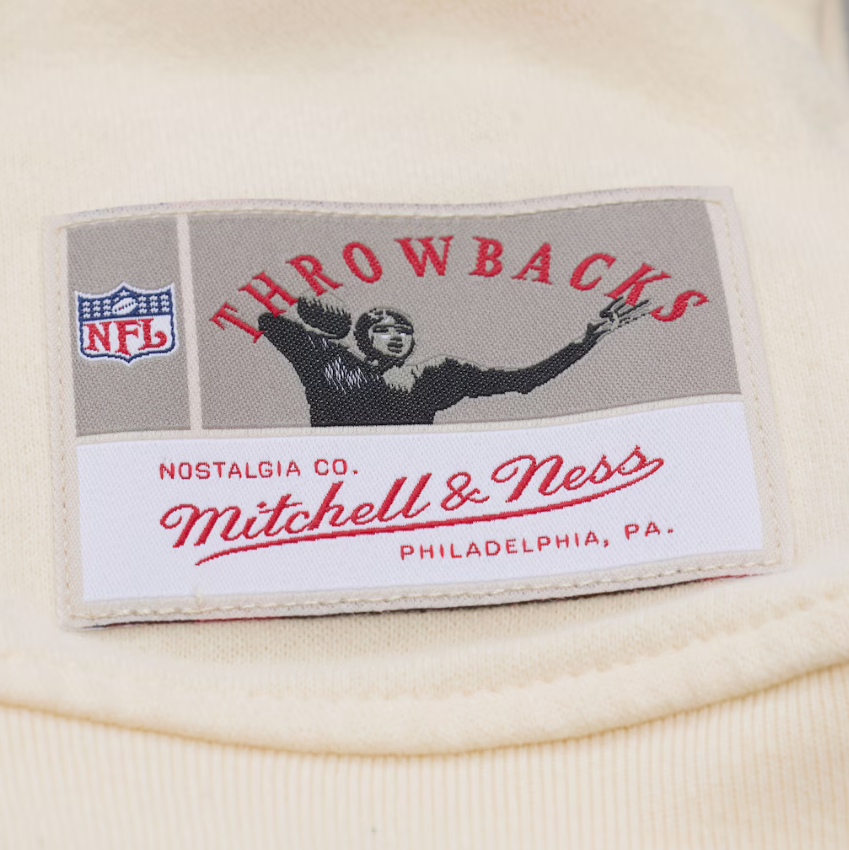 THROWBACKS
NFL
NOSTALGIA CO.
Mitchell & Ness
PHILADELPHIA, PA.